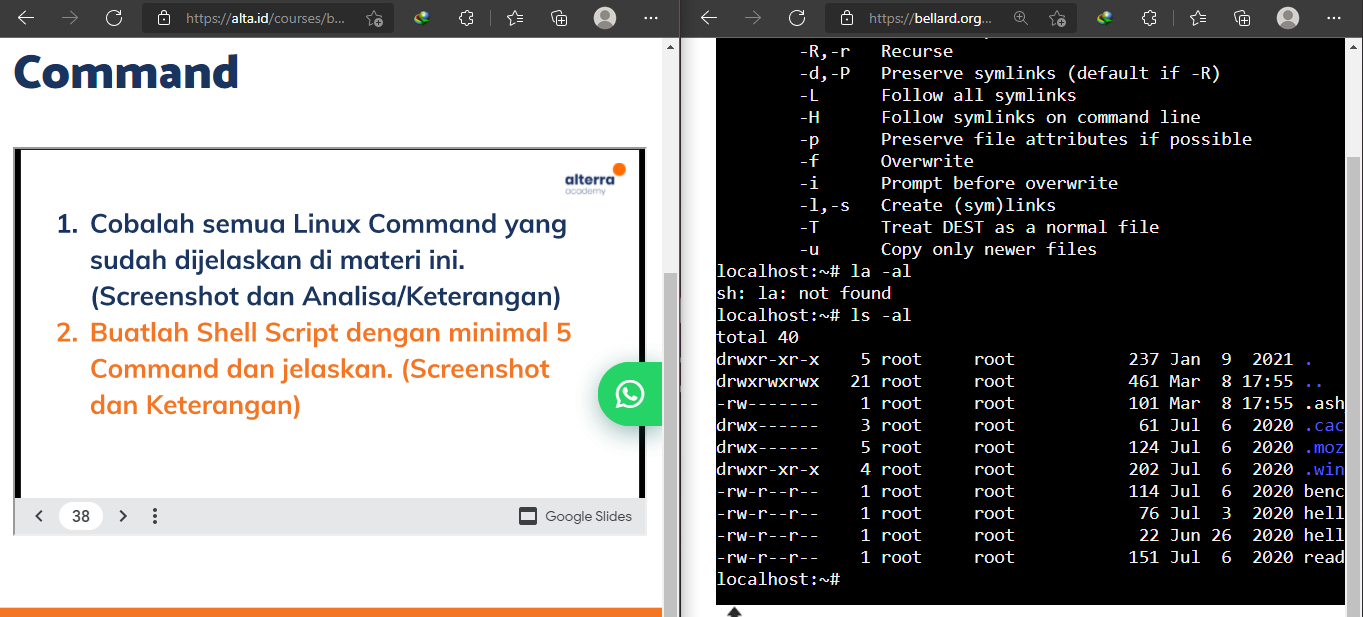 https://alta.id/courses/b...
Command
alterra
academy
1. Cobalah semua Linux Command yang
sudah dijelaskan di materi ini.
(Screenshot dan Analisa/Keterangan)
2. Buatlah Shell Script dengan minimal 5
Command dan jelaskan. (Screenshot
dan Keterangan)
38
Google Slides
https://bellard.org...
-R,-r Recurse
-d,-P Preserve symlinks (default if -R)
-L Follow all symlinks
-H Follow symlinks on command line
-p Preserve file attributes if possible
-f Overwrite
-i Prompt before overwrite
-l,-s Create (sym)links
-T Treat DEST as a normal file
-u Copy only newer files
localhost:~# la -al
sh: la: not found
localhost:~# ls -al
total 40
drwxr-xr-x 5 root root 237 Jan 9 2021 .
drwxrwxrwx 21 root root 461 Mar 8 17:55 ..
-rw------- 1 root root 101 Mar 8 17:55 .ash
drwx------ 3 root root 61 Jul 6 2020 .cac
drwx------ 5 root root 124 Jul 6 2020 .moz
drwxr-xr-x 4 root root 202 Jul 6 2020 .win
-rw-r--r-- 1 root root 114 Jul 6 2020 benc
-rw-r--r-- 1 root root 76 Jul 3 2020 hell
-rw-r--r-- 1 root root 22 Jun 26 2020 hell
-rw-r--r-- 1 root root 151 Jul 6 2020 read
localhost:~#